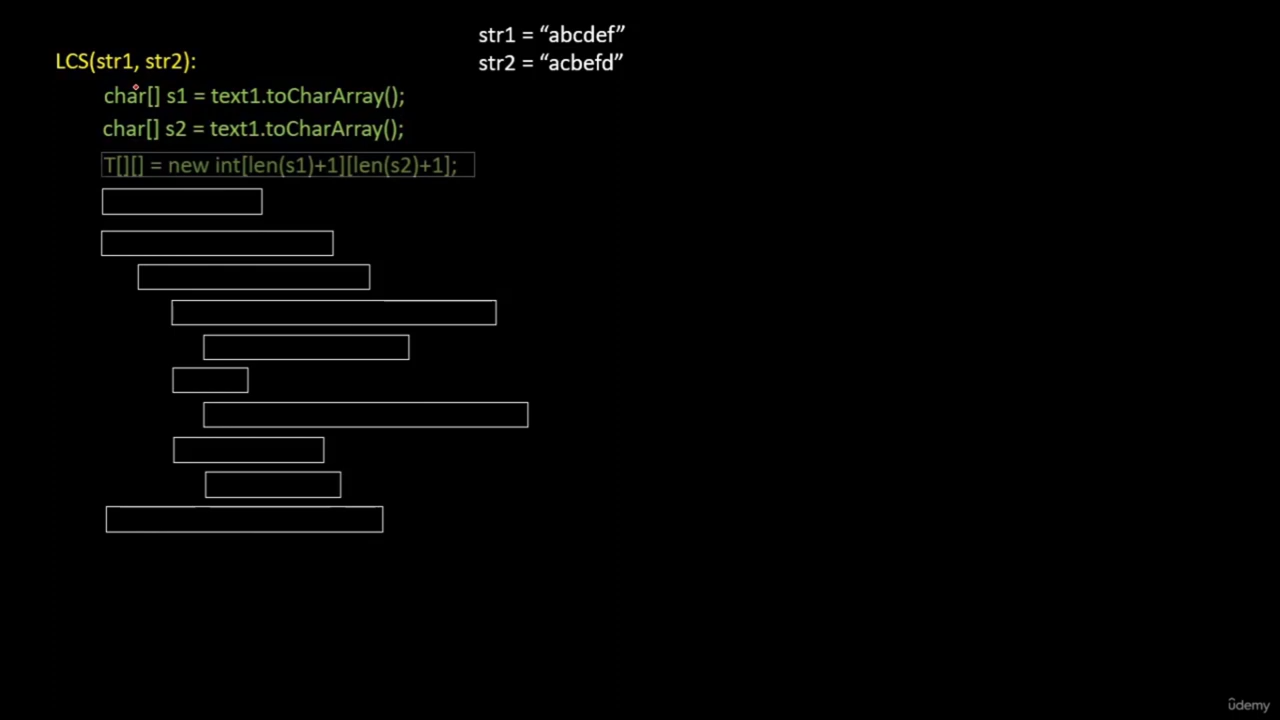 str1 = “abcdef”
str2 = “acbefd”
LCS(str1, str2):
char[] s1 = text1.toCharArray();
char[] s2 = text1.toCharArray();
T[][] = new int[len(s1)+1][len(s2)+1];
ûdemy